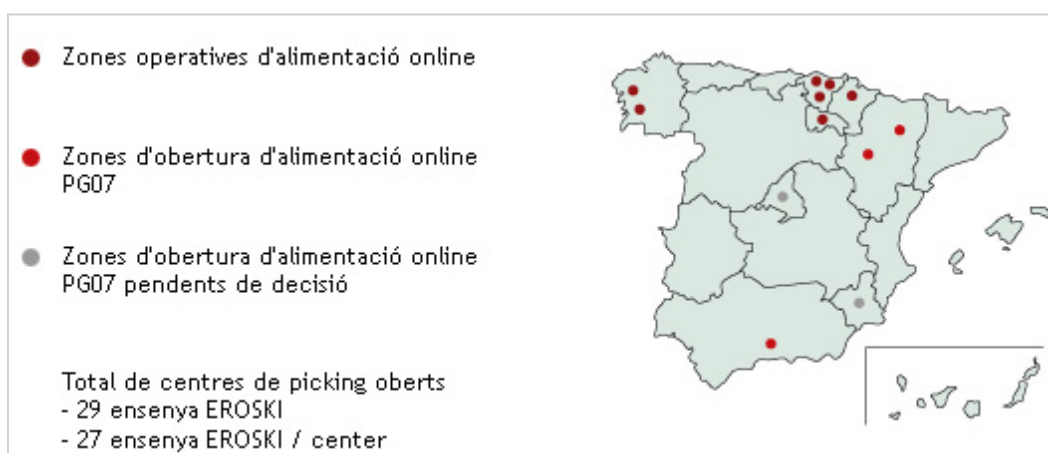 Zones operatives d'alimentació online
Zones d'obertura d'alimentació online
PG07
Zones d'obertura d'alimentació online
PG07 pendents de decisió
Total de centres de picking oberts
- 29 ensenya EROSKI
- 27 ensenya EROSKI / center